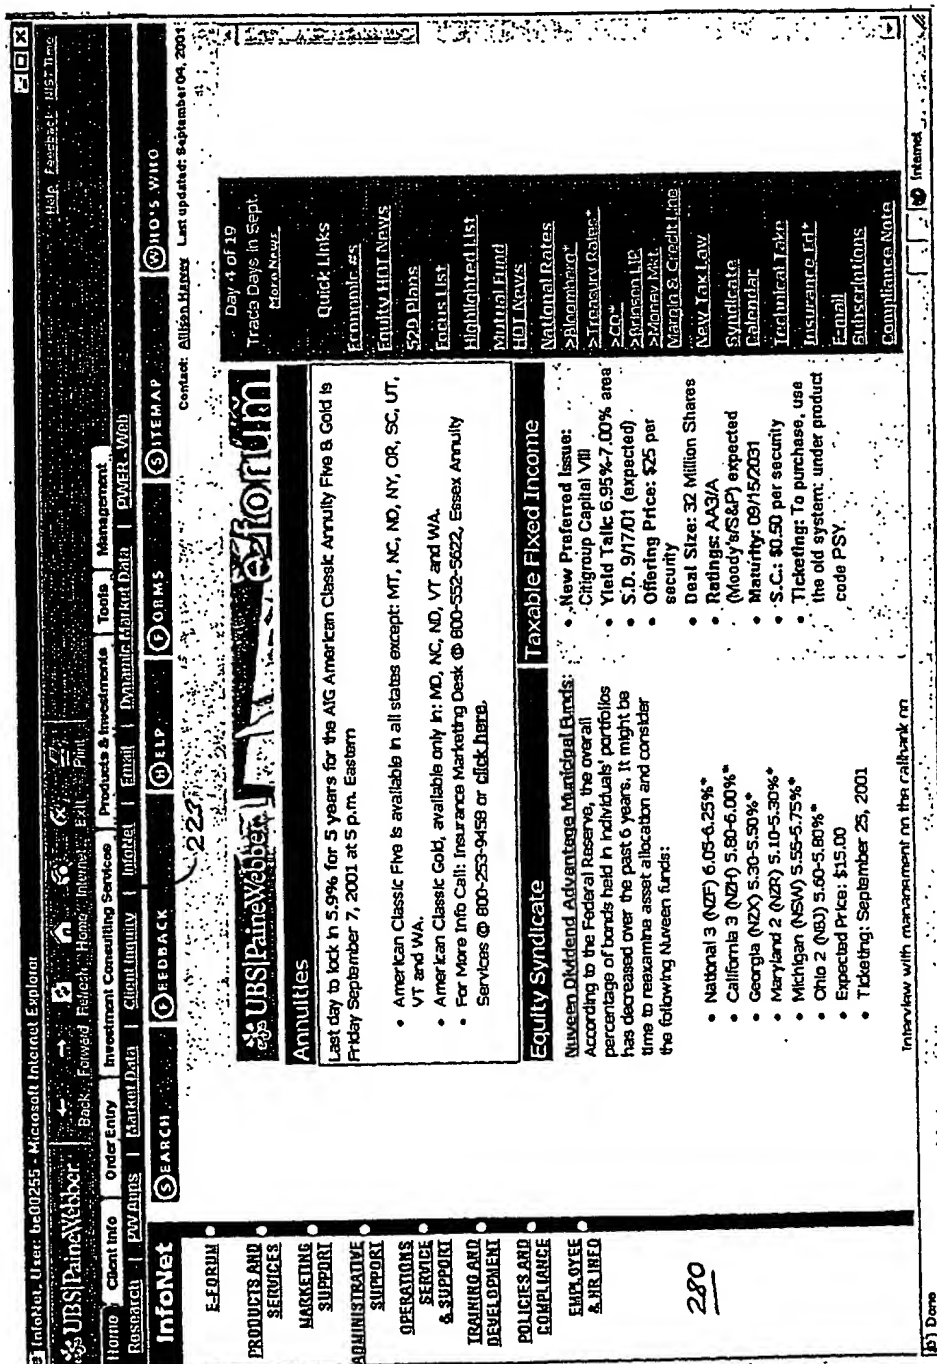 InfoNet, User: be00255 - Microsoft Internet Explorer
UBS PaineWebber
Back Forward Refresh Home Internet Edit Print
Help Feedback
Home Client Info Order Entry Investment Consulting Services Products & Investments Tools Management
Research | PW Apps | Market Data | Client Inquiry | InfoNet | Email | Dynamic Market Data | PWER - Web
InfoNet
SEARCH FEEDBACK HELP FORMS SITEMAP WHO'S WHO
223
Contact: Allison Harvey Last updated: September 04, 2001
E-FORUM
PRODUCTS AND
SERVICES
MARKETING
SUPPORT
ADMINISTRATIVE
SUPPORT
OPERATIONS
SERVICE
& SUPPORT
TRAINING AND
DEVELOPMENT
POLICIES AND
COMPLIANCE
EMPLOYEE
& HR INFO
280
UBS PaineWebber e-forum
Annuities
Last day to lock in 5.9% for 5 years for the AIG American Classic Annuity Five & Gold is
Friday September 7, 2001 at 5 p.m. Eastern
• American Classic Five is available in all states except: MT, NC, ND, NY, OR, SC, UT,
VT and WA.
• American Classic Gold, available only in: MD, NC, ND, VT and WA.
• For More Info Call: Insurance Marketing Desk @ 800-552-5622, Essex Annuity
Services @ 800-253-9458 or click here.
Equity Syndicate
Nuveen Dividend Advantage Municipal Funds:
According to the Federal Reserve, the overall
percentage of bonds held in individuals' portfolios
has decreased over the past 6 years. It might be
time to reexamine asset allocation and consider
the following Nuveen funds:
• National 3 (NZF) 6.05-6.25%*
• California 3 (NZH) 5.80-6.00%*
• Georgia (NZX) 5.30-5.50%*
• Maryland 2 (NZR) 5.10-5.30%*
• Michigan (NZW) 5.55-5.75%*
• Ohio 2 (NBJ) 5.60-5.80%*
• Expected Price: $15.00
• Ticketing: September 25, 2001
Interview with management on the callbank on
Taxable Fixed Income
• New Preferred Issue:
Citigroup Capital VIII
• Yield Talk: 6.95%-7.00% area
• S.D. 9/17/01 (expected)
• Offering Price: $25 per
security
• Deal Size: 32 Million Shares
• Ratings: AA3/A
(Moody's/S&P) expected
• Maturity: 09/15/2031
• S.C.: $0.50 per security
• Ticketing: To purchase, use
the old system: under product
code PSY.
Day 4 of 19
Trade Days in Sept.
More News
Quick Links
Economic #s
Equity HOT News
529 Plans
Focus List
Highlighted List
Mutual Fund
HOT News
National Rates
>Bloomberg*
>Treasury Rates*
>CD*
>Money Mkt
Margin & Credit Line
New Tax Law
Syndicate
Calendar
Technical Take
Insurance Ed*
Email
Subscriptions
Compliance Note
Done
Internet